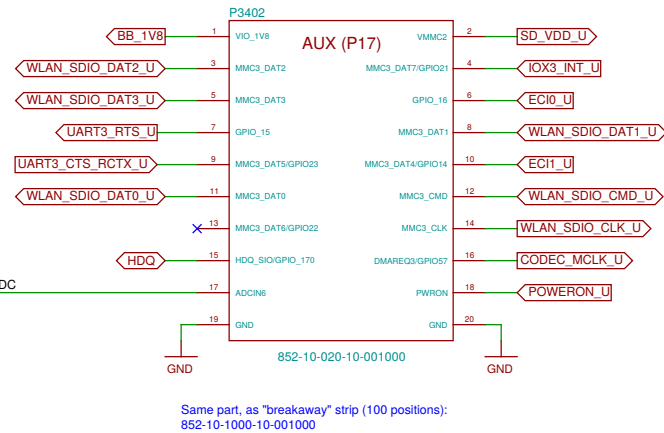 P3402
AUX (P17)
BB_1V8 1 VIO_1V8 VMMC2 2 SD_VDD_U
WLAN_SDIO_DAT2_U 3 MMC3_DAT2 MMC3_DAT7/GPIO21 4 IOX3_INT_U
WLAN_SDIO_DAT3_U 5 MMC3_DAT3 GPIO_16 6 ECI0_U
UART3_RTS_U 7 GPIO_15 MMC3_DAT1 8 WLAN_SDIO_DAT1_U
UART3_CTS_RCTX_U 9 MMC3_DAT5/GPIO23 MMC3_DAT4/GPIO14 10 ECI1_U
WLAN_SDIO_DAT0_U 11 MMC3_DAT0 MMC3_CMD 12 WLAN_SDIO_CMD_U
13 MMC3_DAT6/GPIO22 MMC3_CLK 14 WLAN_SDIO_CLK_U
HDQ 15 HDQ_SIO/GPIO_170 DMAREQ3/GPIO57 16 CODEC_MCLK_U
DC 17 ADCIN6 PWRON 18 POWERON_U
19 GND GND 20
852-10-020-10-001000
GND GND
Same part, as "breakaway" strip (100 positions):
852-10-1000-10-001000